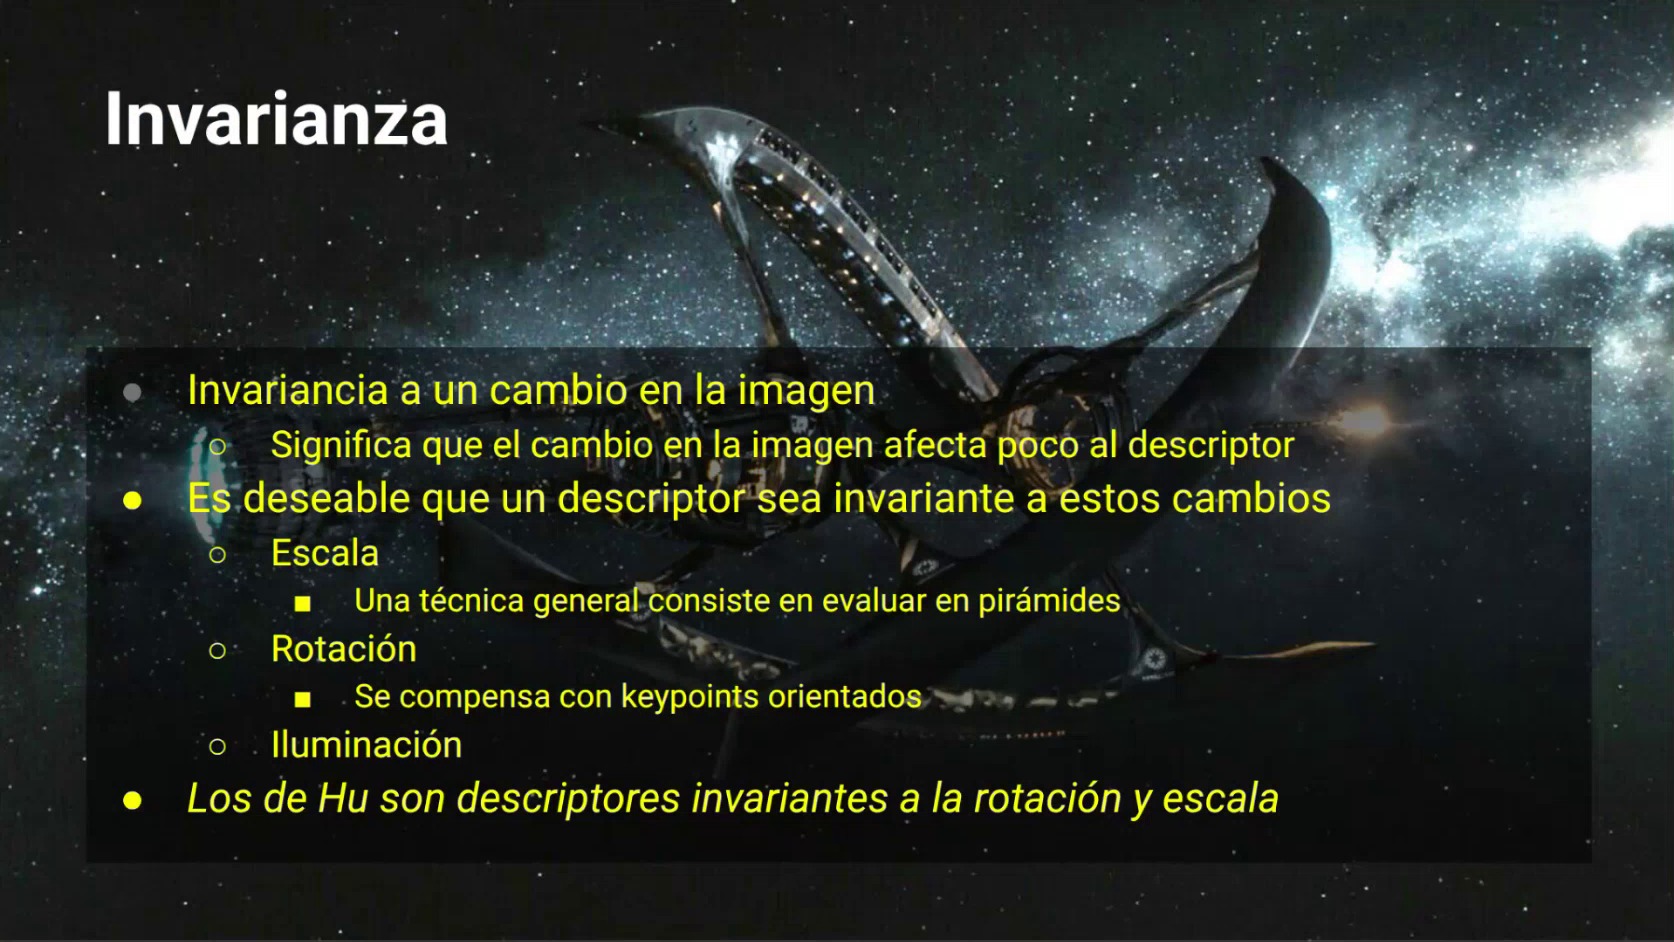 Invarianza
● Invariancia a un cambio en la imagen
○ Significa que el cambio en la imagen afecta poco al descriptor
● Es deseable que un descriptor sea invariante a estos cambios
○ Escala
■ Una técnica general consiste en evaluar en pirámides
○ Rotación
■ Se compensa con keypoints orientados
○ Iluminación
● Los de Hu son descriptores invariantes a la rotación y escala